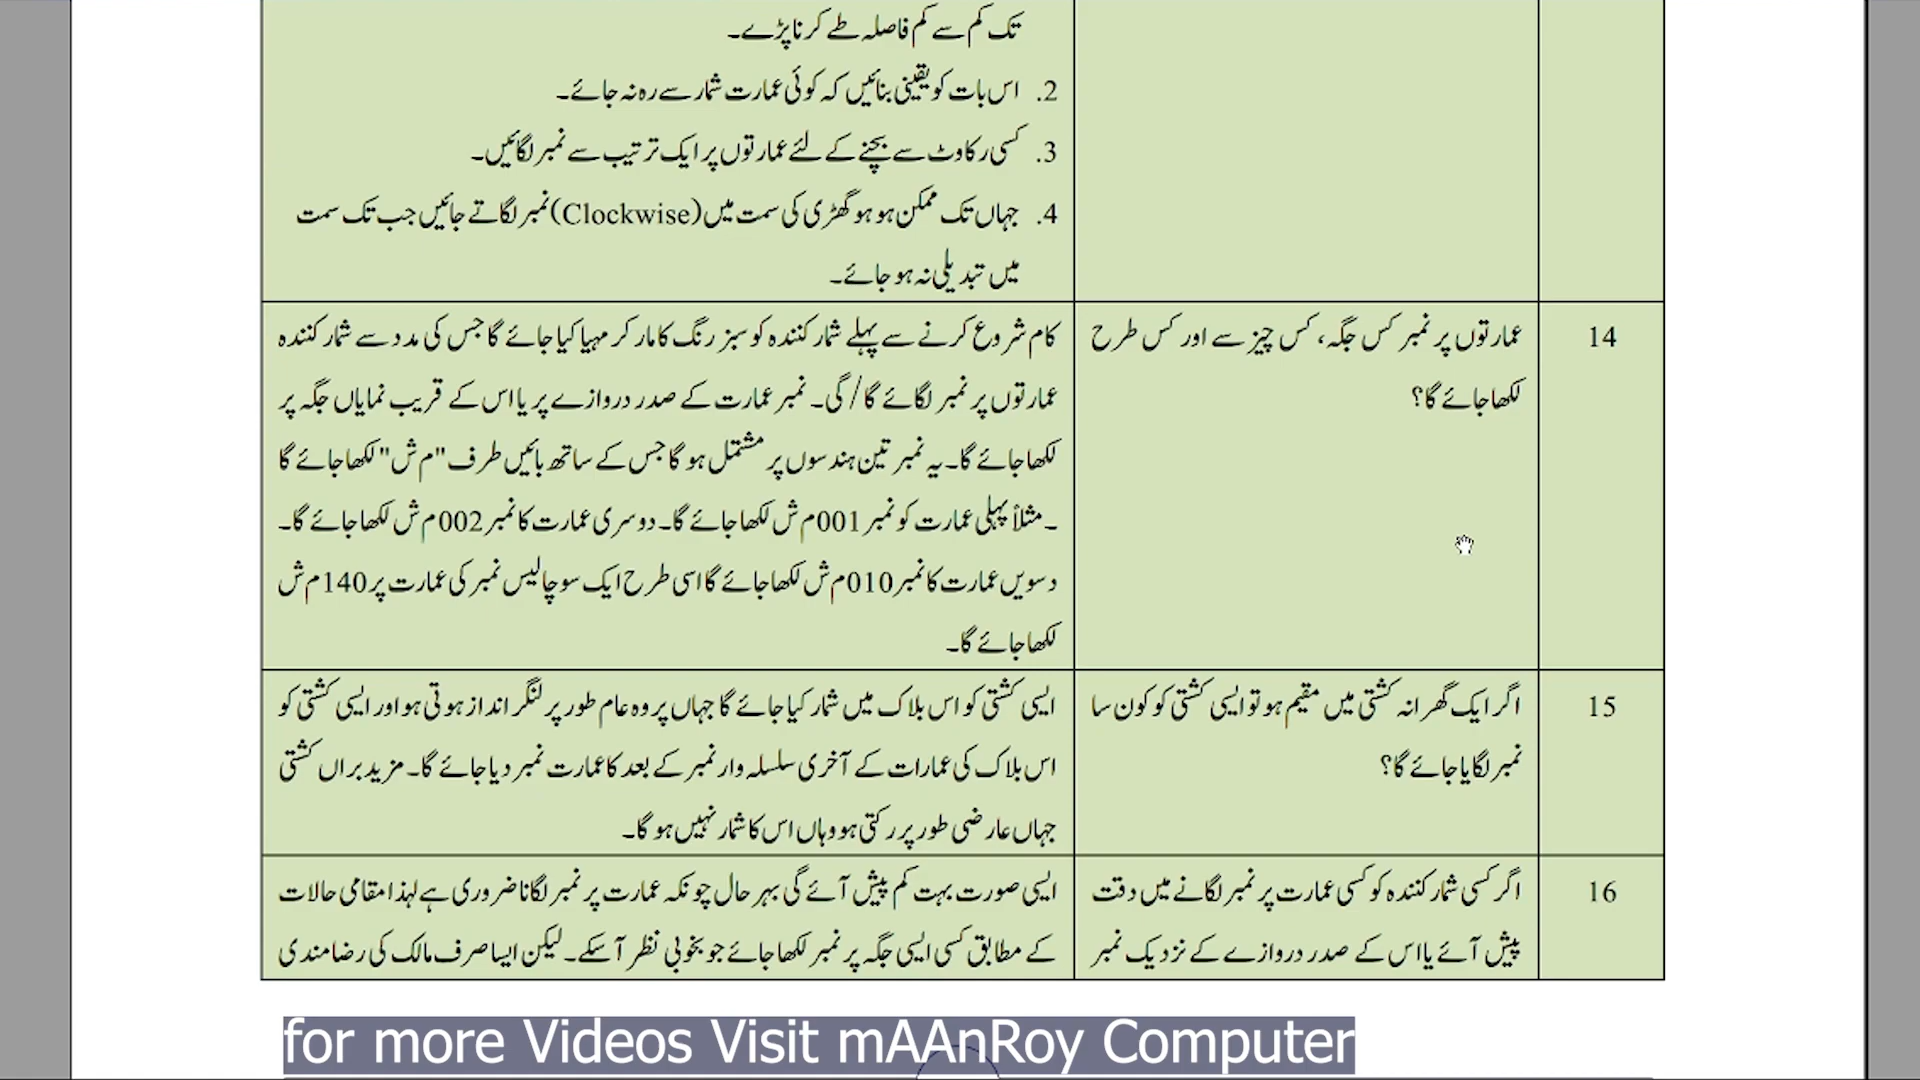 تک کم سے کم فاصلہ طے کرنا پڑے۔
2. اس بات کو یقینی بنائیں کہ کوئی عمارت شمار سے رہ نہ جائے۔
3. کسی رکاوٹ سے بچنے کے لئے عمارتوں پر ایک ترتیب سے نمبر لگائیں۔
4. جہاں تک ممکن ہو ہو گھڑی کی سمت میں (Clockwise) نمبر لگاتے جائیں جب تک سمت
میں تبدیلی نہ ہو جائے۔
14
عمارتوں پر نمبر کس جگہ، کس چیز سے اور کس طرح
لکھا جائے گا؟
کام شروع کرنے سے پہلے شمار کنندہ کو سبز رنگ کا مارکر مہیا کیا جائے گا جس کی مدد سے شمار کنندہ
عمارتوں پر نمبر لگائے گا/گی۔ نمبر عمارت کے صدر دروازے پر یا اس کے قریب نمایاں جگہ پر
لکھا جائے گا۔ یہ نمبر تین ہندسوں پر مشتمل ہو گا جس کے ساتھ بائیں طرف "م ش" لکھا جائے گا
۔ مثلاً پہلی عمارت کو نمبر 001 م ش لکھا جائے گا۔ دوسری عمارت کا نمبر 002 م ش لکھا جائے گا۔
دسویں عمارت کا نمبر 010 م ش لکھا جائے گا اسی طرح ایک سو چالیس نمبر کی عمارت پر 140 م ش
لکھا جائے گا۔
15
اگر ایک گھرانہ کشتی میں مقیم ہو تو ایسی کشتی کو کون سا
نمبر لگایا جائے گا؟
ایسی کشتی کو اس بلاک میں شمار کیا جائے گا جہاں پر وہ عام طور پر لنگر انداز ہوتی ہو اور ایسی کشتی کو
اس بلاک کی عمارات کے آخری سلسلہ وار نمبر کے بعد کا عمارت نمبر دیا جائے گا۔ مزید براں کشتی
جہاں عارضی طور پر رکتی ہو وہاں اس کا شمار نہیں ہو گا۔
16
اگر کسی شمار کنندہ کو کسی عمارت پر نمبر لگانے میں دقت
پیش آئے یا اس کے صدر دروازے کے نزدیک نمبر
ایسی صورت بہت کم پیش آئے گی بہر حال چونکہ عمارت پر نمبر لگانا ضروری ہے لہذا مقامی حالات
کے مطابق کسی ایسی جگہ پر نمبر لکھا جائے جو بخوبی نظر آ سکے۔ لیکن ایسا صرف مالک کی رضامندی
for more Videos Visit mAAnRoy Computer